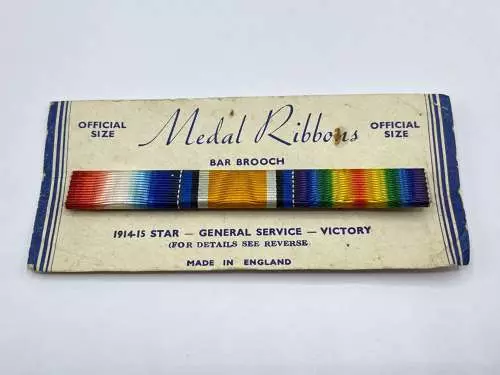 OFFICIAL SIZE
Medal Ribbons
OFFICIAL SIZE
BAR BROOCH
1914-15 STAR — GENERAL SERVICE — VICTORY
(FOR DETAILS SEE REVERSE)
MADE IN ENGLAND